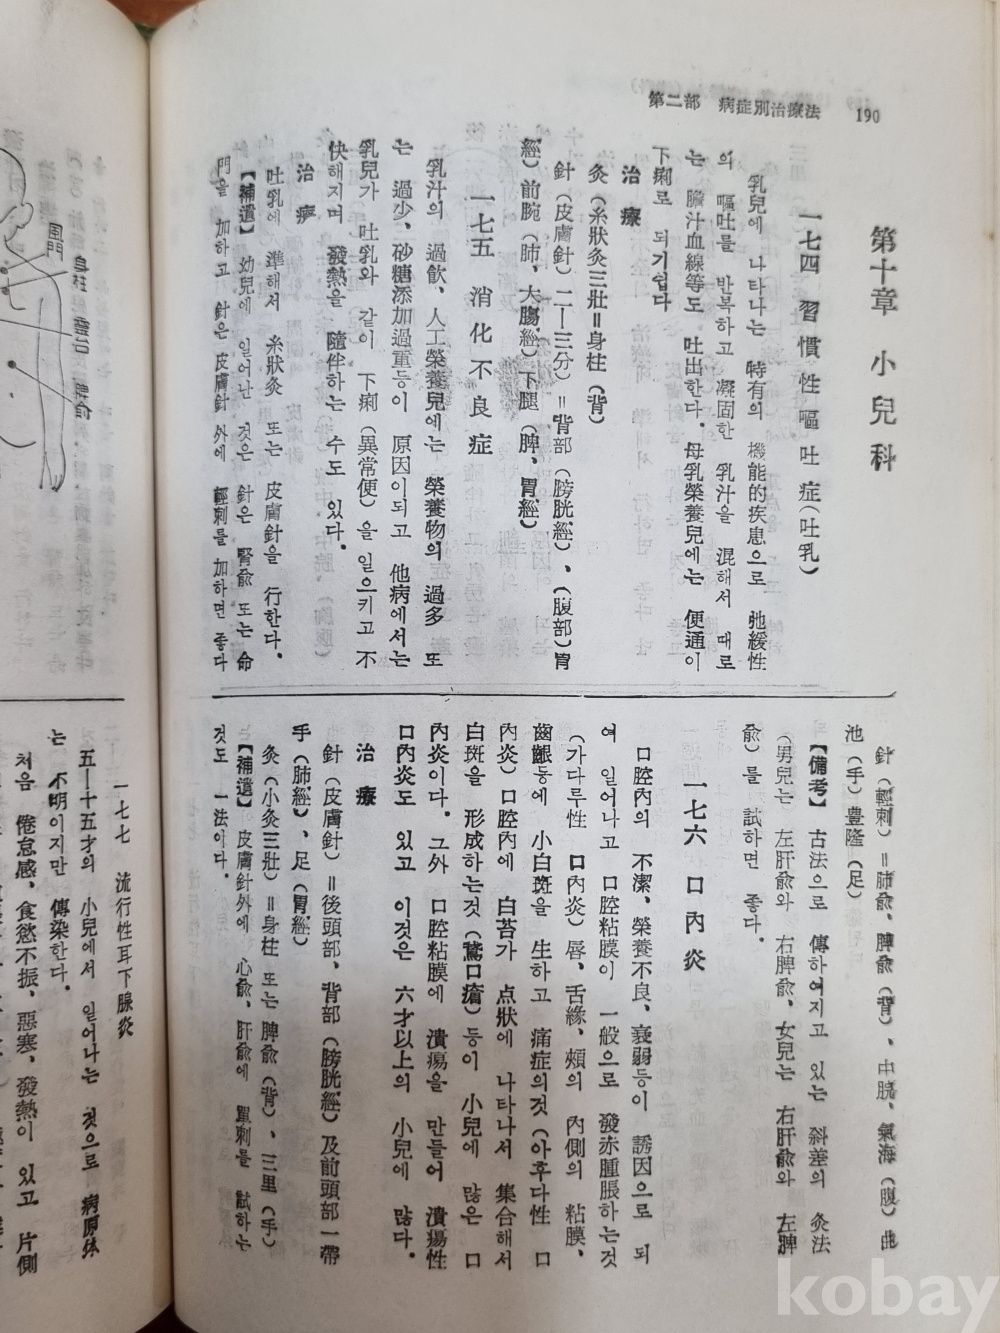 第二部 病症別治療法 190
第十章 小兒科
一七四 習慣性嘔吐症(吐乳)
乳兒에 나타나는 特有의 機能的疾患으로 弛緩性
의 嘔吐를 반복하고 凝固한 乳汁을 混해서 때로
는 膽汁血線等도 吐出한다. 母乳榮養兒에는 便通이
下痢로 되기쉽다
治療
灸(糸狀灸三壯=身柱(背)
針(皮膚針)二—三分)=背部(膀胱經)、(腹部)胃
經)前腕(肺、大腸經)下腿(脾、胃經)
一七五 消化不良症
乳汁의 過飮、人工榮養兒에는 榮養物의 過多 또
는 過少、砂糖添加過重등이 原因이되고 他病에서는
乳兒가 吐乳와 같이 下痢(異常便)을 일으키고 不
快해지며 發熱을 隨伴하는 수도 있다.
治療
吐乳에 準해서 糸狀灸 또는 皮膚針을 行한다.
【補遺】幼兒에 일어난 것은 針은 腎兪 또는 命
門을 加하고 針은 皮膚針 外에 輕刺를 加하면 좋다
針(輕刺)=肺兪、脾兪(背)、中脘、氣海(腹)曲
池(手)豊隆(足)
【備考】古法으로 傳하여지고 있는 斜差의 灸法
(男兒는 左肝兪와 右脾兪、女兒는 右肝兪와 左脾
兪)를 試하면 좋다.
一七六 口內炎
口腔內의 不潔、榮養不良、衰弱등이 誘因으로 되
여 일어나고 口腔粘膜이 一般으로 發赤腫脹하는것
(가다루性 口內炎)唇、舌緣、頰의 內側의 粘膜、
齒齦등에 小白斑을 生하고 痛症의것(아후다性 口
內炎)口腔內에 白苔가 点狀에 나타나서 集合해서
白斑을 形成하는것(鵞口瘡)등이 小兒에 많은 口
內炎이다. 그外 口腔粘膜에 潰瘍을 만들어 潰瘍性
口內炎도 있고 이것은 六才以上의 小兒에 많다.
治療
針(皮膚針)=後頭部、背部(膀胱經)及前頭部一帶
手(肺經)、足(胃經)
灸(小灸三壯)=身柱 또는 脾兪(背)、三里(手)
【補遺】皮膚針外에 心兪、肝兪에 單刺를 試하는
것도 一法이다.
身柱 靈台 脾兪
一七七 流行性耳下腺炎
五—十五才의 小兒에서 일어나는 것으로 病原体
는 不明이지만 傳染한다.
처음 倦怠感、食慾不振、惡寒、發熱이 있고 片側
kobay